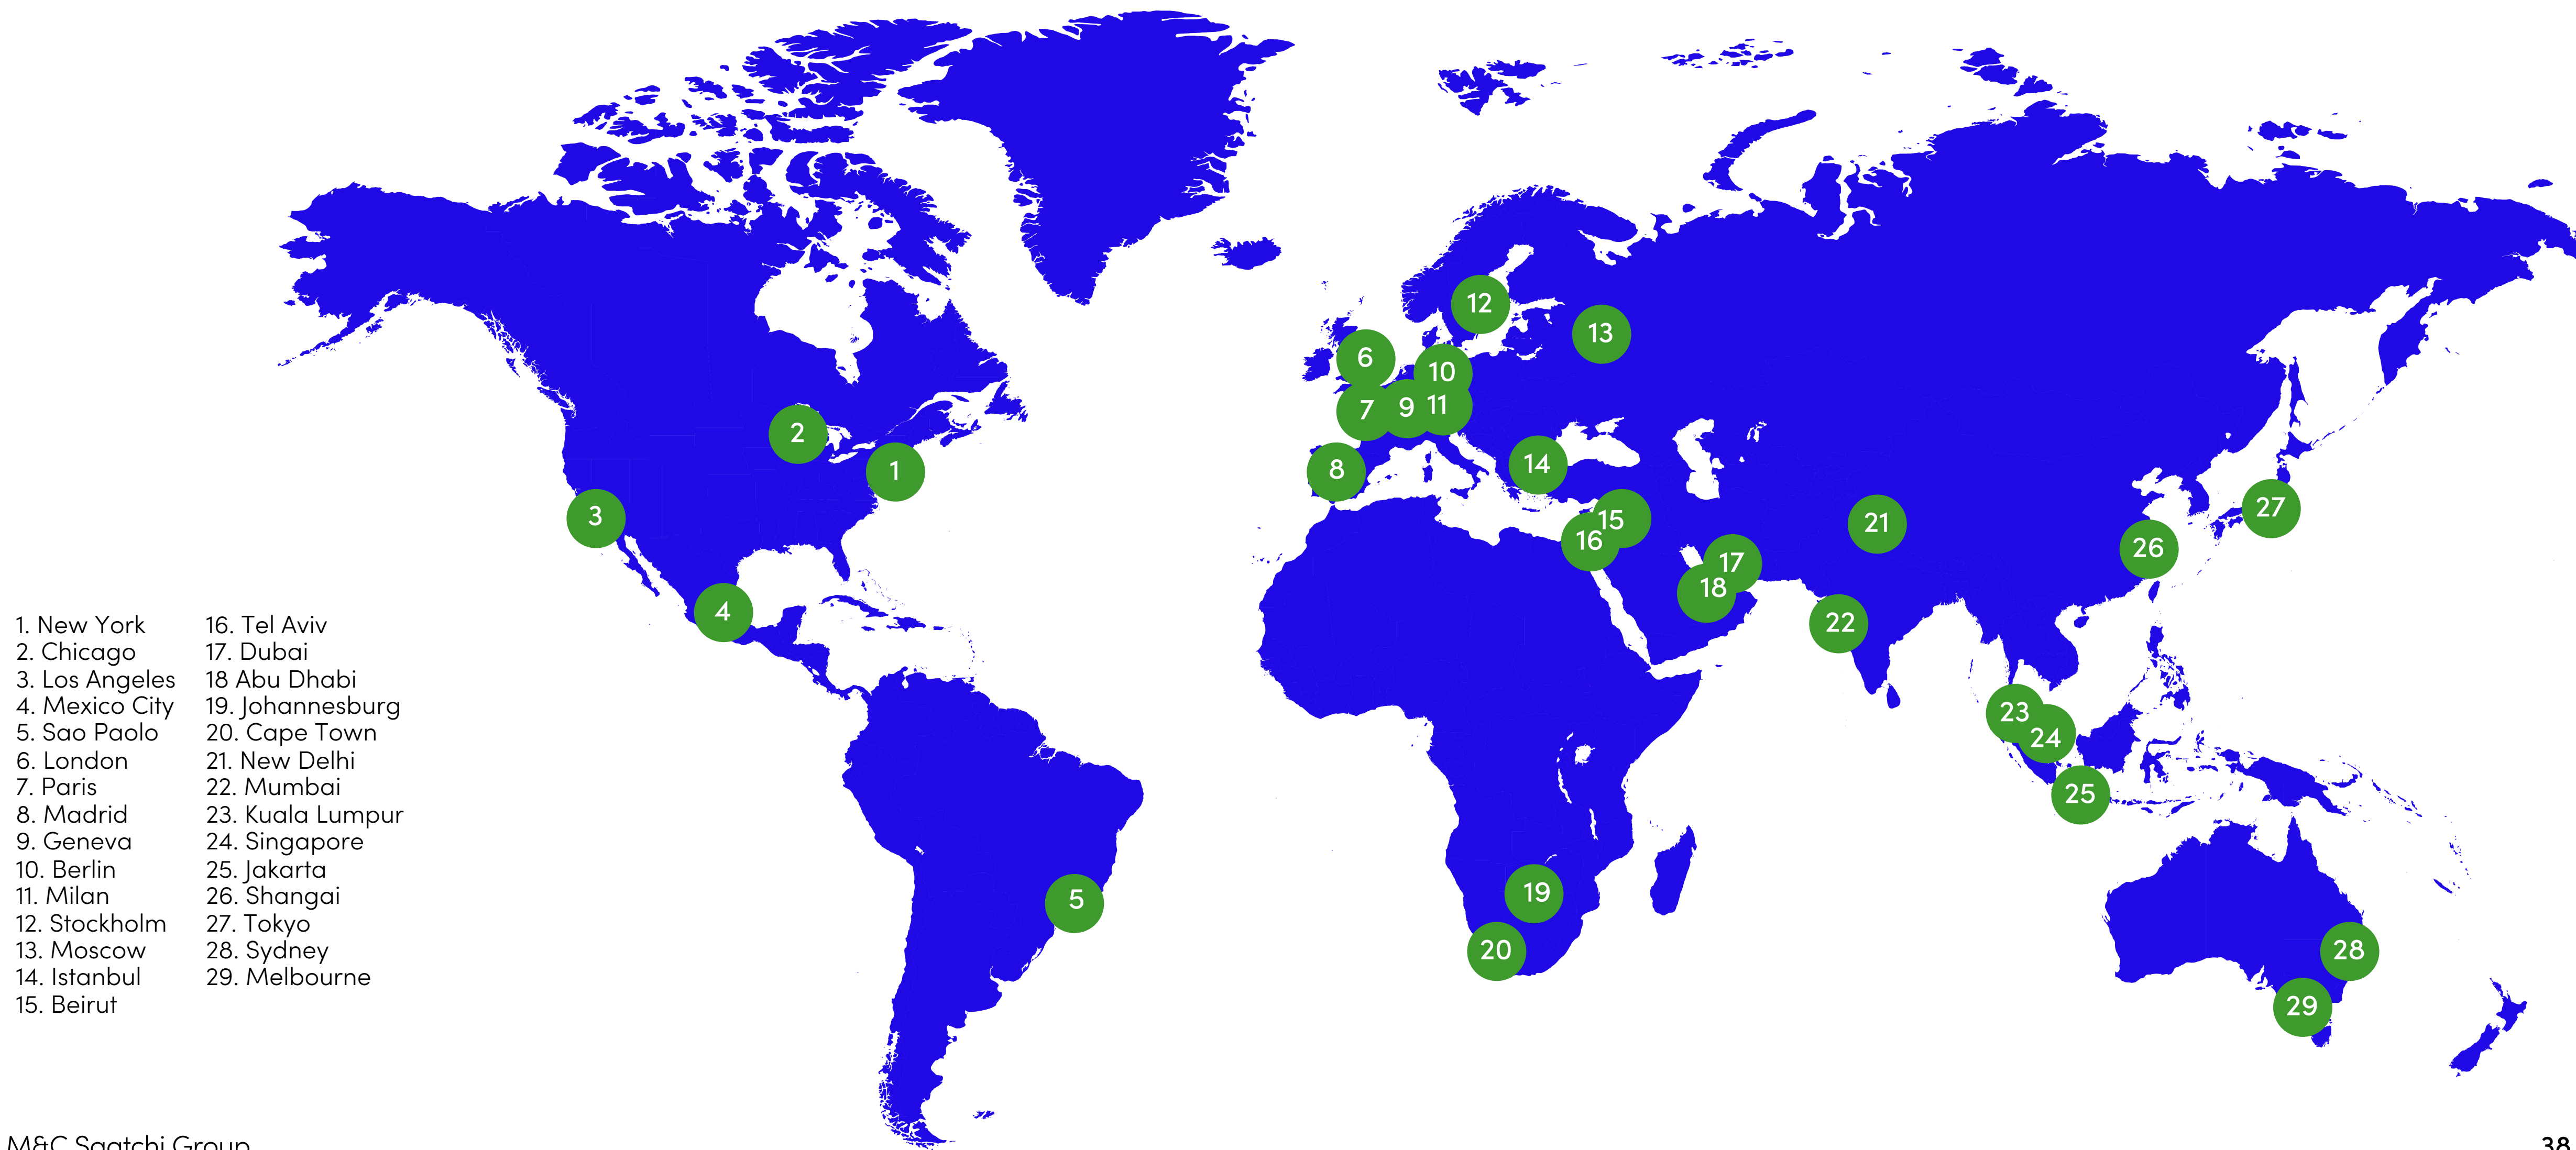 12
13
6
10
7
9
11
2
1
8
14
3
15
21
27
16
26
17
18
4
22
1. New York
2. Chicago
3. Los Angeles
4. Mexico City
5. Sao Paolo
6. London
7. Paris
8. Madrid
9. Geneva
10. Berlin
11. Milan
12. Stockholm
13. Moscow
14. Istanbul
15. Beirut
16. Tel Aviv
17. Dubai
18 Abu Dhabi
19. Johannesburg
20. Cape Town
21. New Delhi
22. Mumbai
23. Kuala Lumpur
24. Singapore
25. Jakarta
26. Shangai
27. Tokyo
28. Sydney
29. Melbourne
23
24
25
5
19
20
28
29
M&C Saatchi Group
38